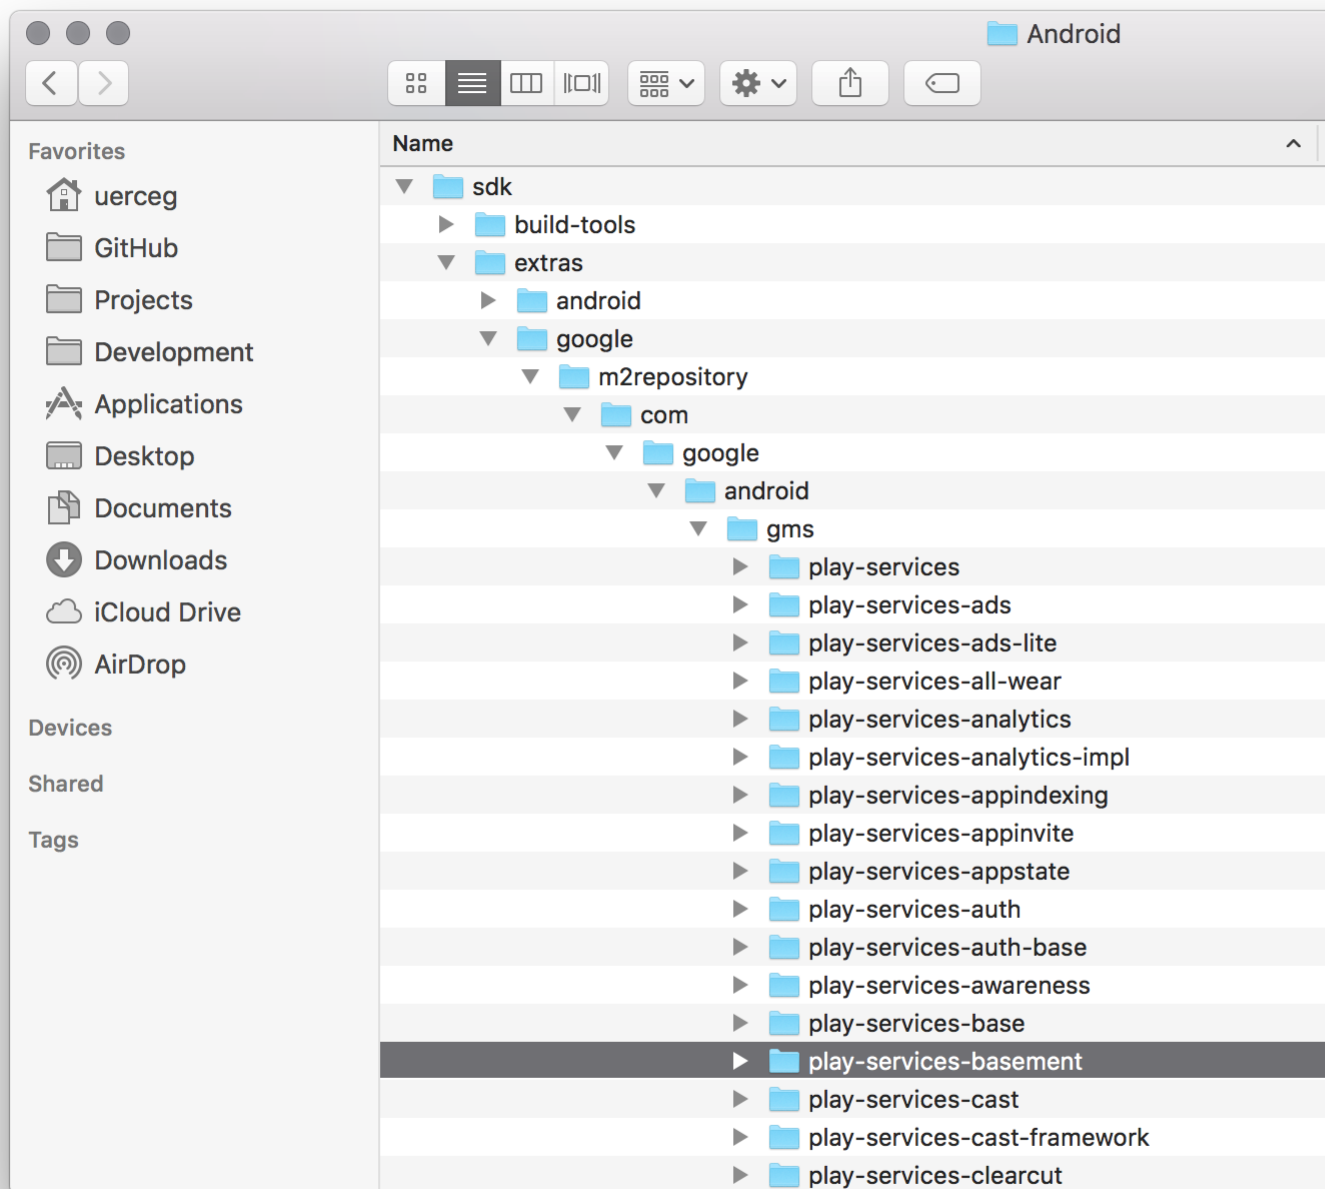 Android
Favorites
uerceg
GitHub
Projects
Development
Applications
Desktop
Documents
Downloads
iCloud Drive
AirDrop
Devices
Shared
Tags
Name
sdk
build-tools
extras
android
google
m2repository
com
google
android
gms
play-services
play-services-ads
play-services-ads-lite
play-services-all-wear
play-services-analytics
play-services-analytics-impl
play-services-appindexing
play-services-appinvite
play-services-appstate
play-services-auth
play-services-auth-base
play-services-awareness
play-services-base
play-services-basement
play-services-cast
play-services-cast-framework
play-services-clearcut